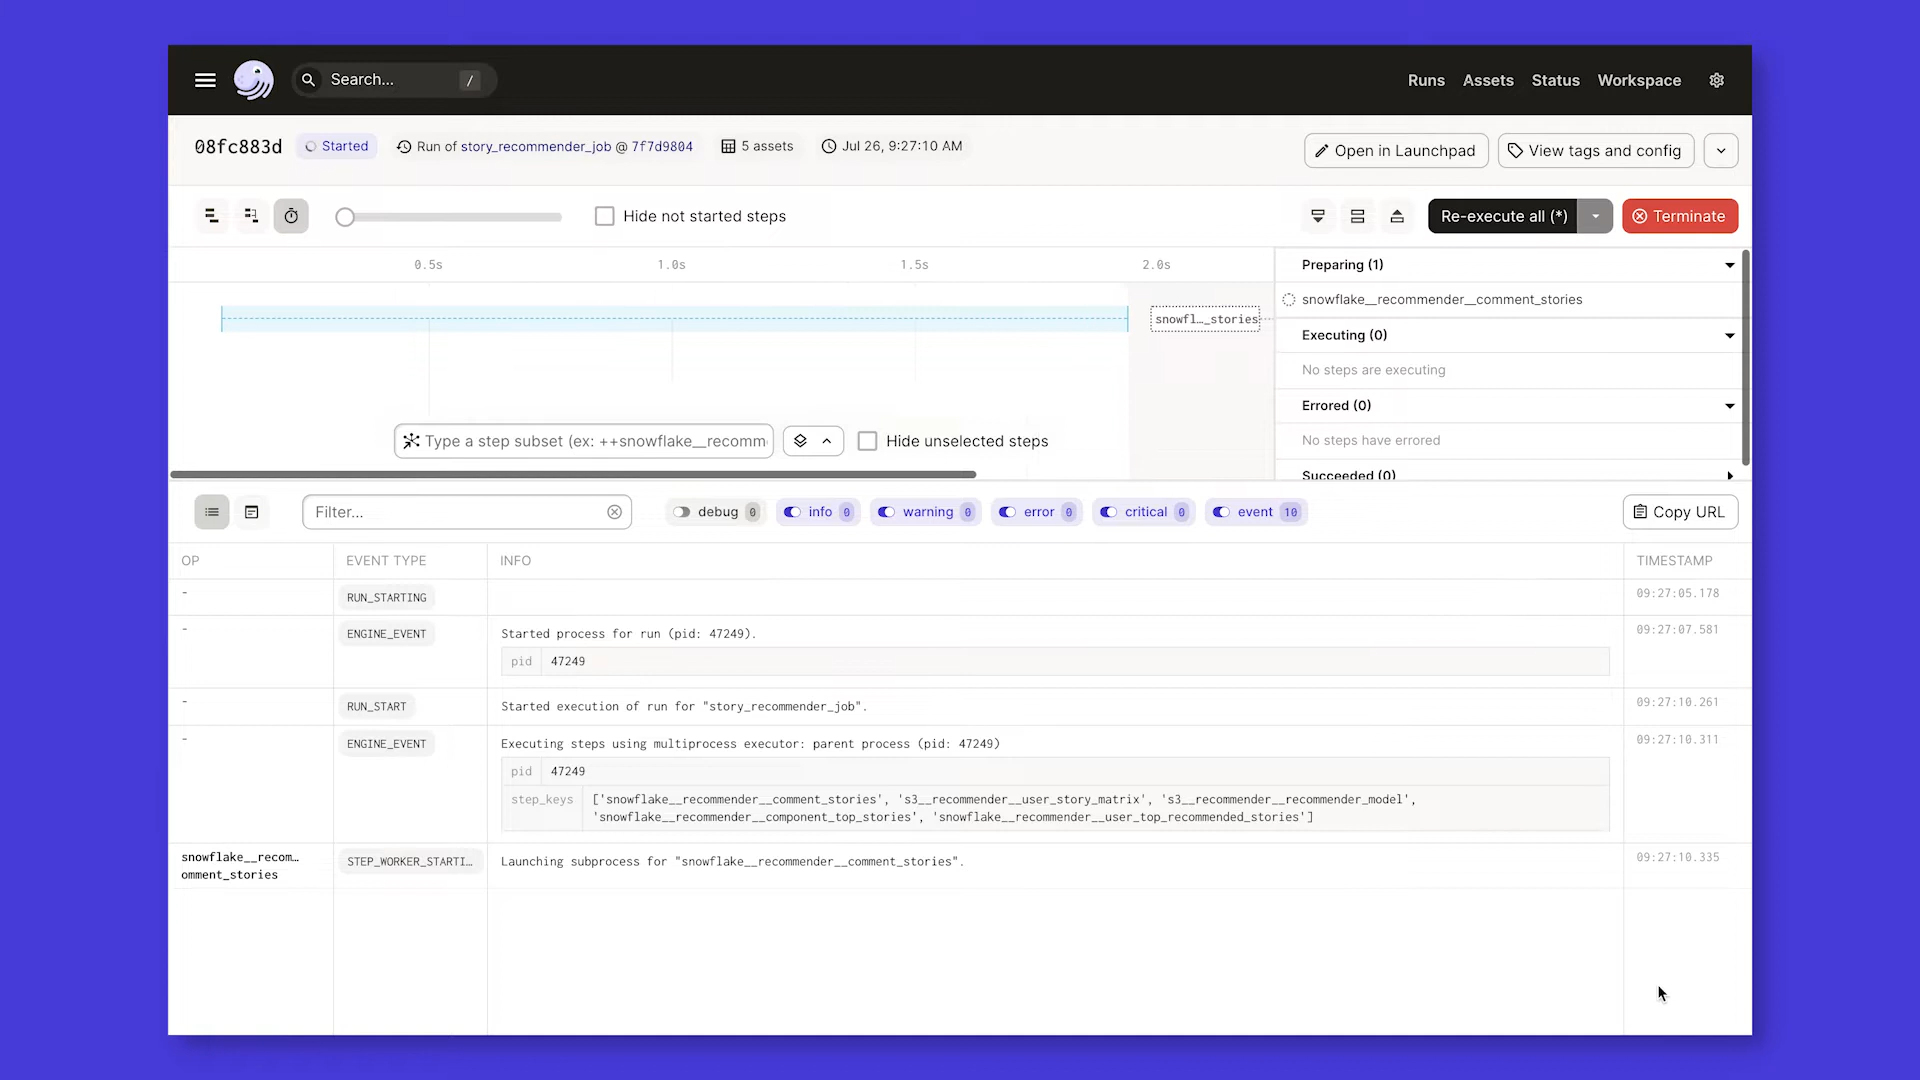 Search...
/
Runs
Assets
Status
Workspace
08fc883d
Started
Run of story_recommender_job @ 7f7d9804
5 assets
Jul 26, 9:27:10 AM
Open in Launchpad
View tags and config
Hide not started steps
Re-execute all (*)
Terminate
0.5s
1.0s
1.5s
2.0s
snowfl…_stories
Preparing (1)
snowflake__recommender__comment_stories
Executing (0)
No steps are executing
Errored (0)
No steps have errored
Succeeded (0)
Type a step subset (ex: ++snowflake__recomm
Hide unselected steps
Filter...
debug 0
info 0
warning 0
error 0
critical 0
event 10
Copy URL
OP
EVENT TYPE
INFO
TIMESTAMP
-
RUN_STARTING
09:27:05.178
-
ENGINE_EVENT
Started process for run (pid: 47249).
pid 47249
09:27:07.581
-
RUN_START
Started execution of run for "story_recommender_job".
09:27:10.261
-
ENGINE_EVENT
Executing steps using multiprocess executor: parent process (pid: 47249)
pid 47249
step_keys ['snowflake__recommender__comment_stories', 's3__recommender__user_story_matrix', 's3__recommender__recommender_model',
'snowflake__recommender__component_top_stories', 'snowflake__recommender__user_top_recommended_stories']
09:27:10.311
snowflake__recom…
omment_stories
STEP_WORKER_STARTI…
Launching subprocess for "snowflake__recommender__comment_stories".
09:27:10.335